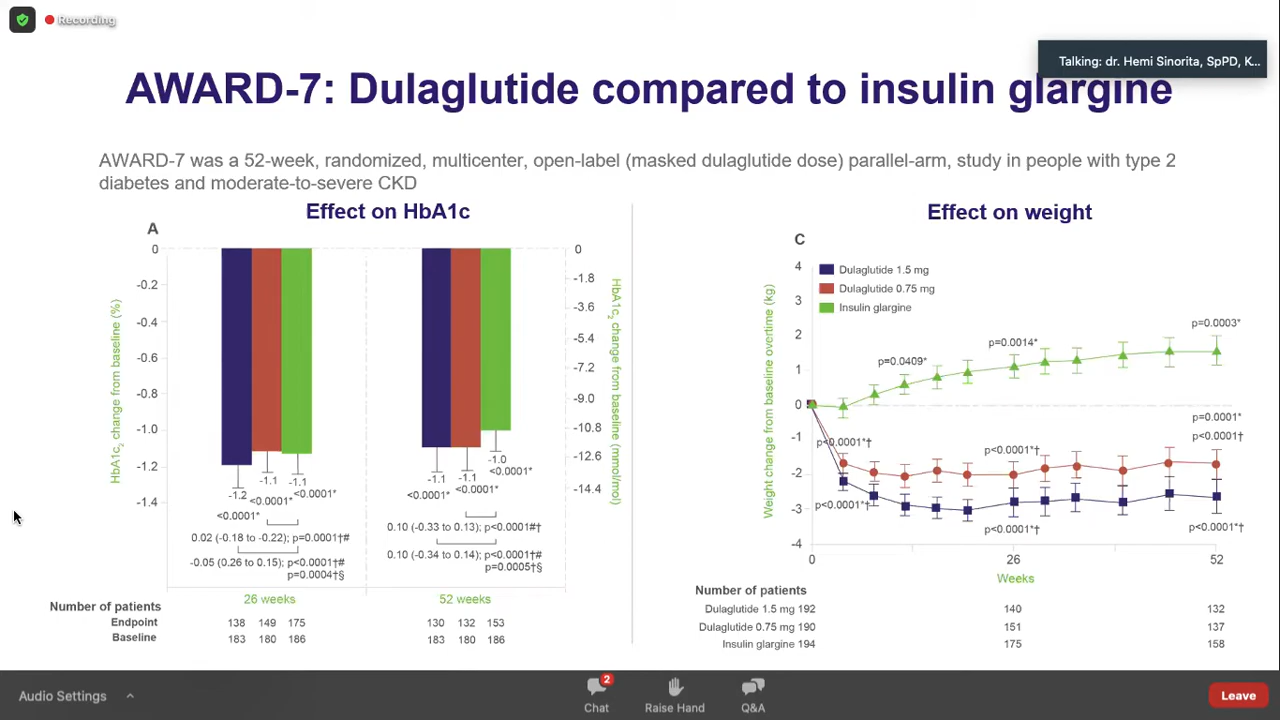 Recording
Talking: dr. Hemi Sinorita, SpPD, K...
AWARD-7: Dulaglutide compared to insulin glargine
AWARD-7 was a 52-week, randomized, multicenter, open-label (masked dulaglutide dose) parallel-arm, study in people with type 2
diabetes and moderate-to-severe CKD
Effect on HbA1c
A
HbA1c₂ change from baseline (%)
0
-0.2
-0.4
-0.6
-0.8
-1.0
-1.2
-1.4
0
-1.8
-3.6
-5.4
-7.2
-9.0
-10.8
-12.6
-14.4
HbA1c₂ change from baseline (mmol/mol)
-1.2
<0.0001*
-1.1
<0.0001*
-1.1
<0.0001*
0.02 (-0.18 to -0.22); p=0.0001†#
-0.05 (0.26 to 0.15); p<0.0001†#
p=0.0004†§
-1.1
<0.0001*
-1.1
<0.0001*
-1.0
<0.0001*
0.10 (-0.33 to 0.13); p<0.0001#†
0.10 (-0.34 to 0.14); p<0.0001†#
p=0.0005†§
26 weeks
52 weeks
Number of patients
Endpoint 138 149 175 130 132 153
Baseline 183 180 186 183 180 186
Effect on weight
C
Weight change from baseline overtime (kg)
4
3
2
1
0
-1
-2
-3
-4
Dulaglutide 1.5 mg
Dulaglutide 0.75 mg
Insulin glargine
p=0.0409*
p=0.0014*
p=0.0003*
p=0.0001*
p<0.0001†
p<0.0001*†
p<0.0001*†
p<0.0001*†
p<0.0001*†
p<0.0001*†
0 26 52
Weeks
Number of patients
Dulaglutide 1.5 mg 192 140 132
Dulaglutide 0.75 mg 190 151 137
Insulin glargine 194 175 158
Audio Settings
2
Chat
Raise Hand
Q&A
Leave